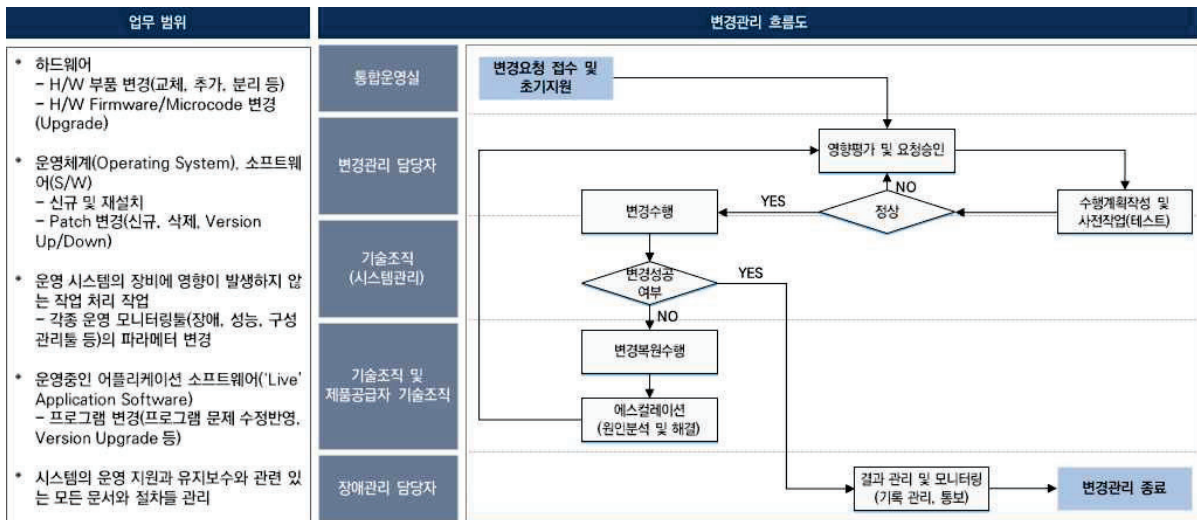 업무 범위
* 하드웨어
– H/W 부품 변경(교체, 추가, 분리 등)
– H/W Firmware/Microcode 변경
(Upgrade)
* 운영체계(Operating System), 소프트웨
어(S/W)
– 신규 및 재설치
– Patch 변경(신규, 삭제, Version
Up/Down)
* 운영 시스템의 장비에 영향이 발생하지 않
는 작업 처리 작업
– 각종 운영 모니터링툴(장애, 성능, 구성
관리툴 등)의 파라메터 변경
* 운영중인 어플리케이션 소프트웨어('Live'
Application Software)
– 프로그램 변경(프로그램 문제 수정반영,
Version Upgrade 등)
* 시스템의 운영 지원과 유지보수와 관련 있
는 모든 문서와 절차들 관리
변경관리 흐름도
통합운영실
변경요청 접수 및
초기지원
변경관리 담당자
영향평가 및 요청승인
NO
정상
YES
변경수행
수행계획작성 및
사전작업(테스트)
기술조직
(시스템관리)
변경성공
여부
YES
NO
기술조직 및
제품공급자 기술조직
변경복원수행
에스컬레이션
(원인분석 및 해결)
장애관리 담당자
결과 관리 및 모니터링
(기록 관리, 통보)
변경관리 종료